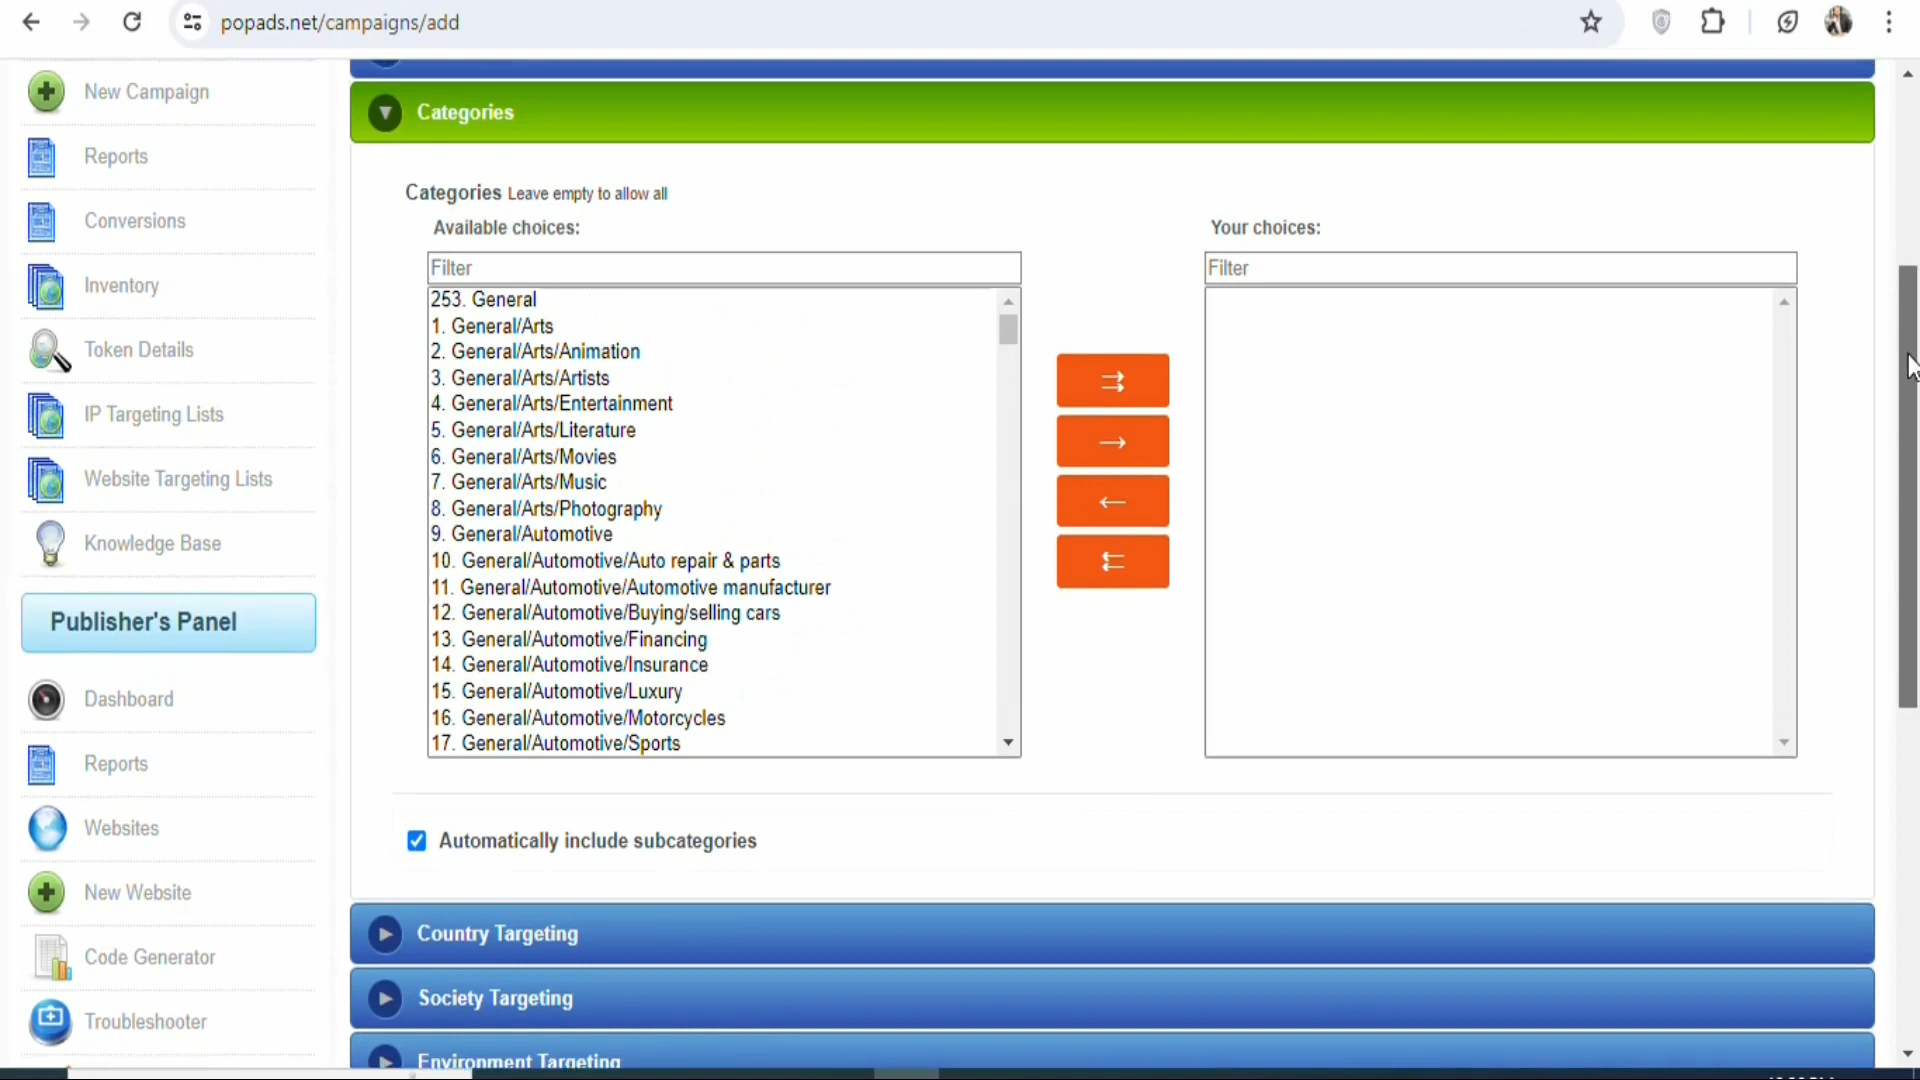 popads.net/campaigns/add
New Campaign
Reports
Conversions
Inventory
Token Details
IP Targeting Lists
Website Targeting Lists
Knowledge Base
Publisher's Panel
Dashboard
Reports
Websites
New Website
Code Generator
Troubleshooter
Categories
Categories Leave empty to allow all
Available choices:
Filter
253. General
1. General/Arts
2. General/Arts/Animation
3. General/Arts/Artists
4. General/Arts/Entertainment
5. General/Arts/Literature
6. General/Arts/Movies
7. General/Arts/Music
8. General/Arts/Photography
9. General/Automotive
10. General/Automotive/Auto repair & parts
11. General/Automotive/Automotive manufacturer
12. General/Automotive/Buying/selling cars
13. General/Automotive/Financing
14. General/Automotive/Insurance
15. General/Automotive/Luxury
16. General/Automotive/Motorcycles
17. General/Automotive/Sports
Your choices:
Filter
Automatically include subcategories
Country Targeting
Society Targeting
Environment Targeting